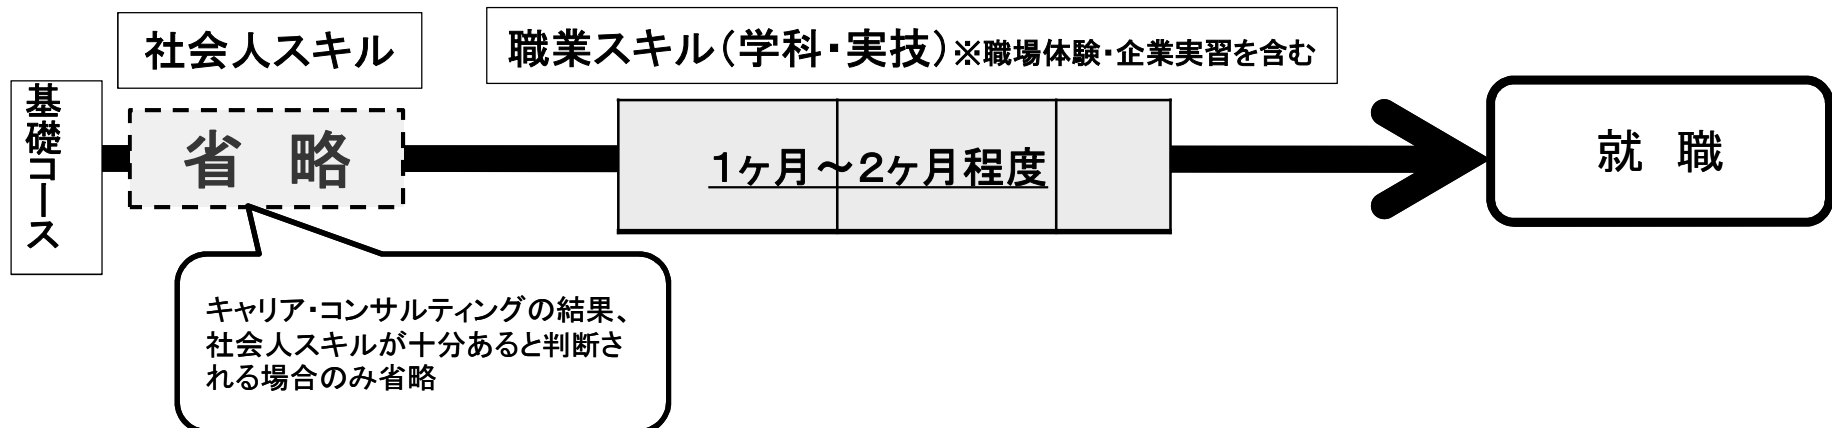 社会人スキル
職業スキル(学科・実技)※職場体験・企業実習を含む
基礎コース
省 略
1ヶ月～2ヶ月程度
就 職
キャリア・コンサルティングの結果、
社会人スキルが十分あると判断さ
れる場合のみ省略